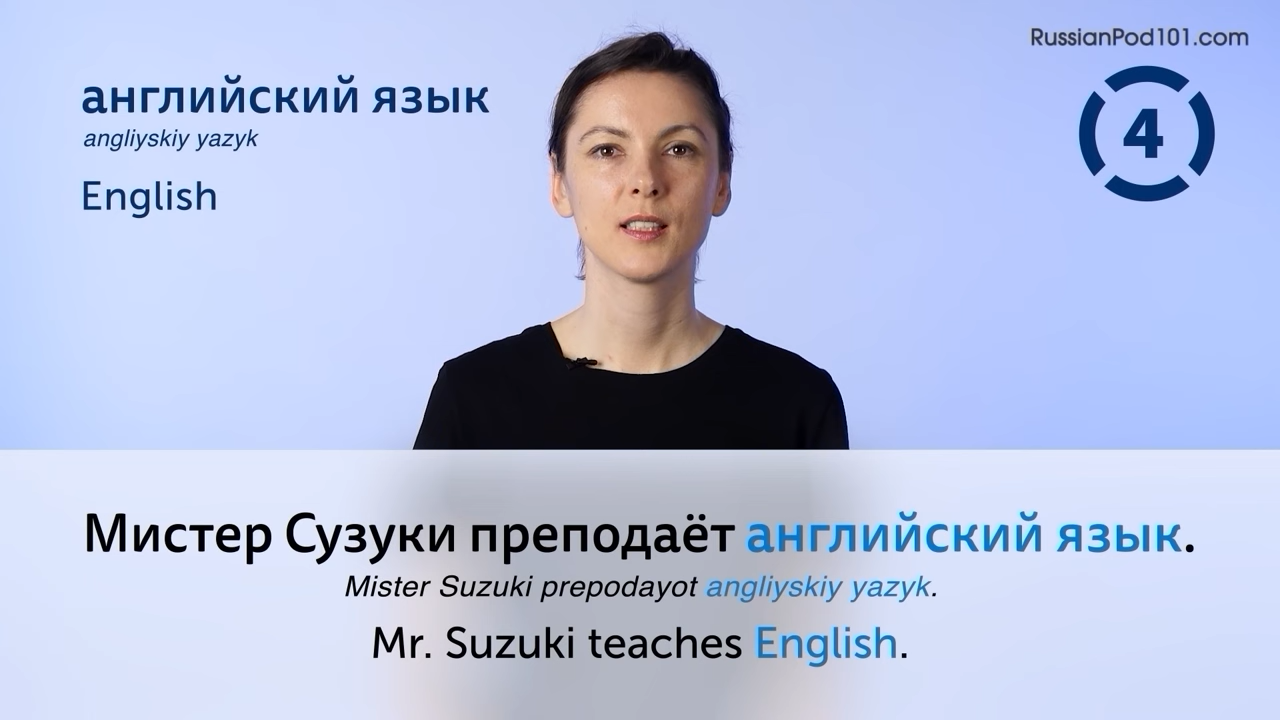 RussianPod101.com
английский язык
angliyskiy yazyk
English
4
Мистер Сузуки преподаёт английский язык.
Mister Suzuki prepodayot angliyskiy yazyk.
Mr. Suzuki teaches English.